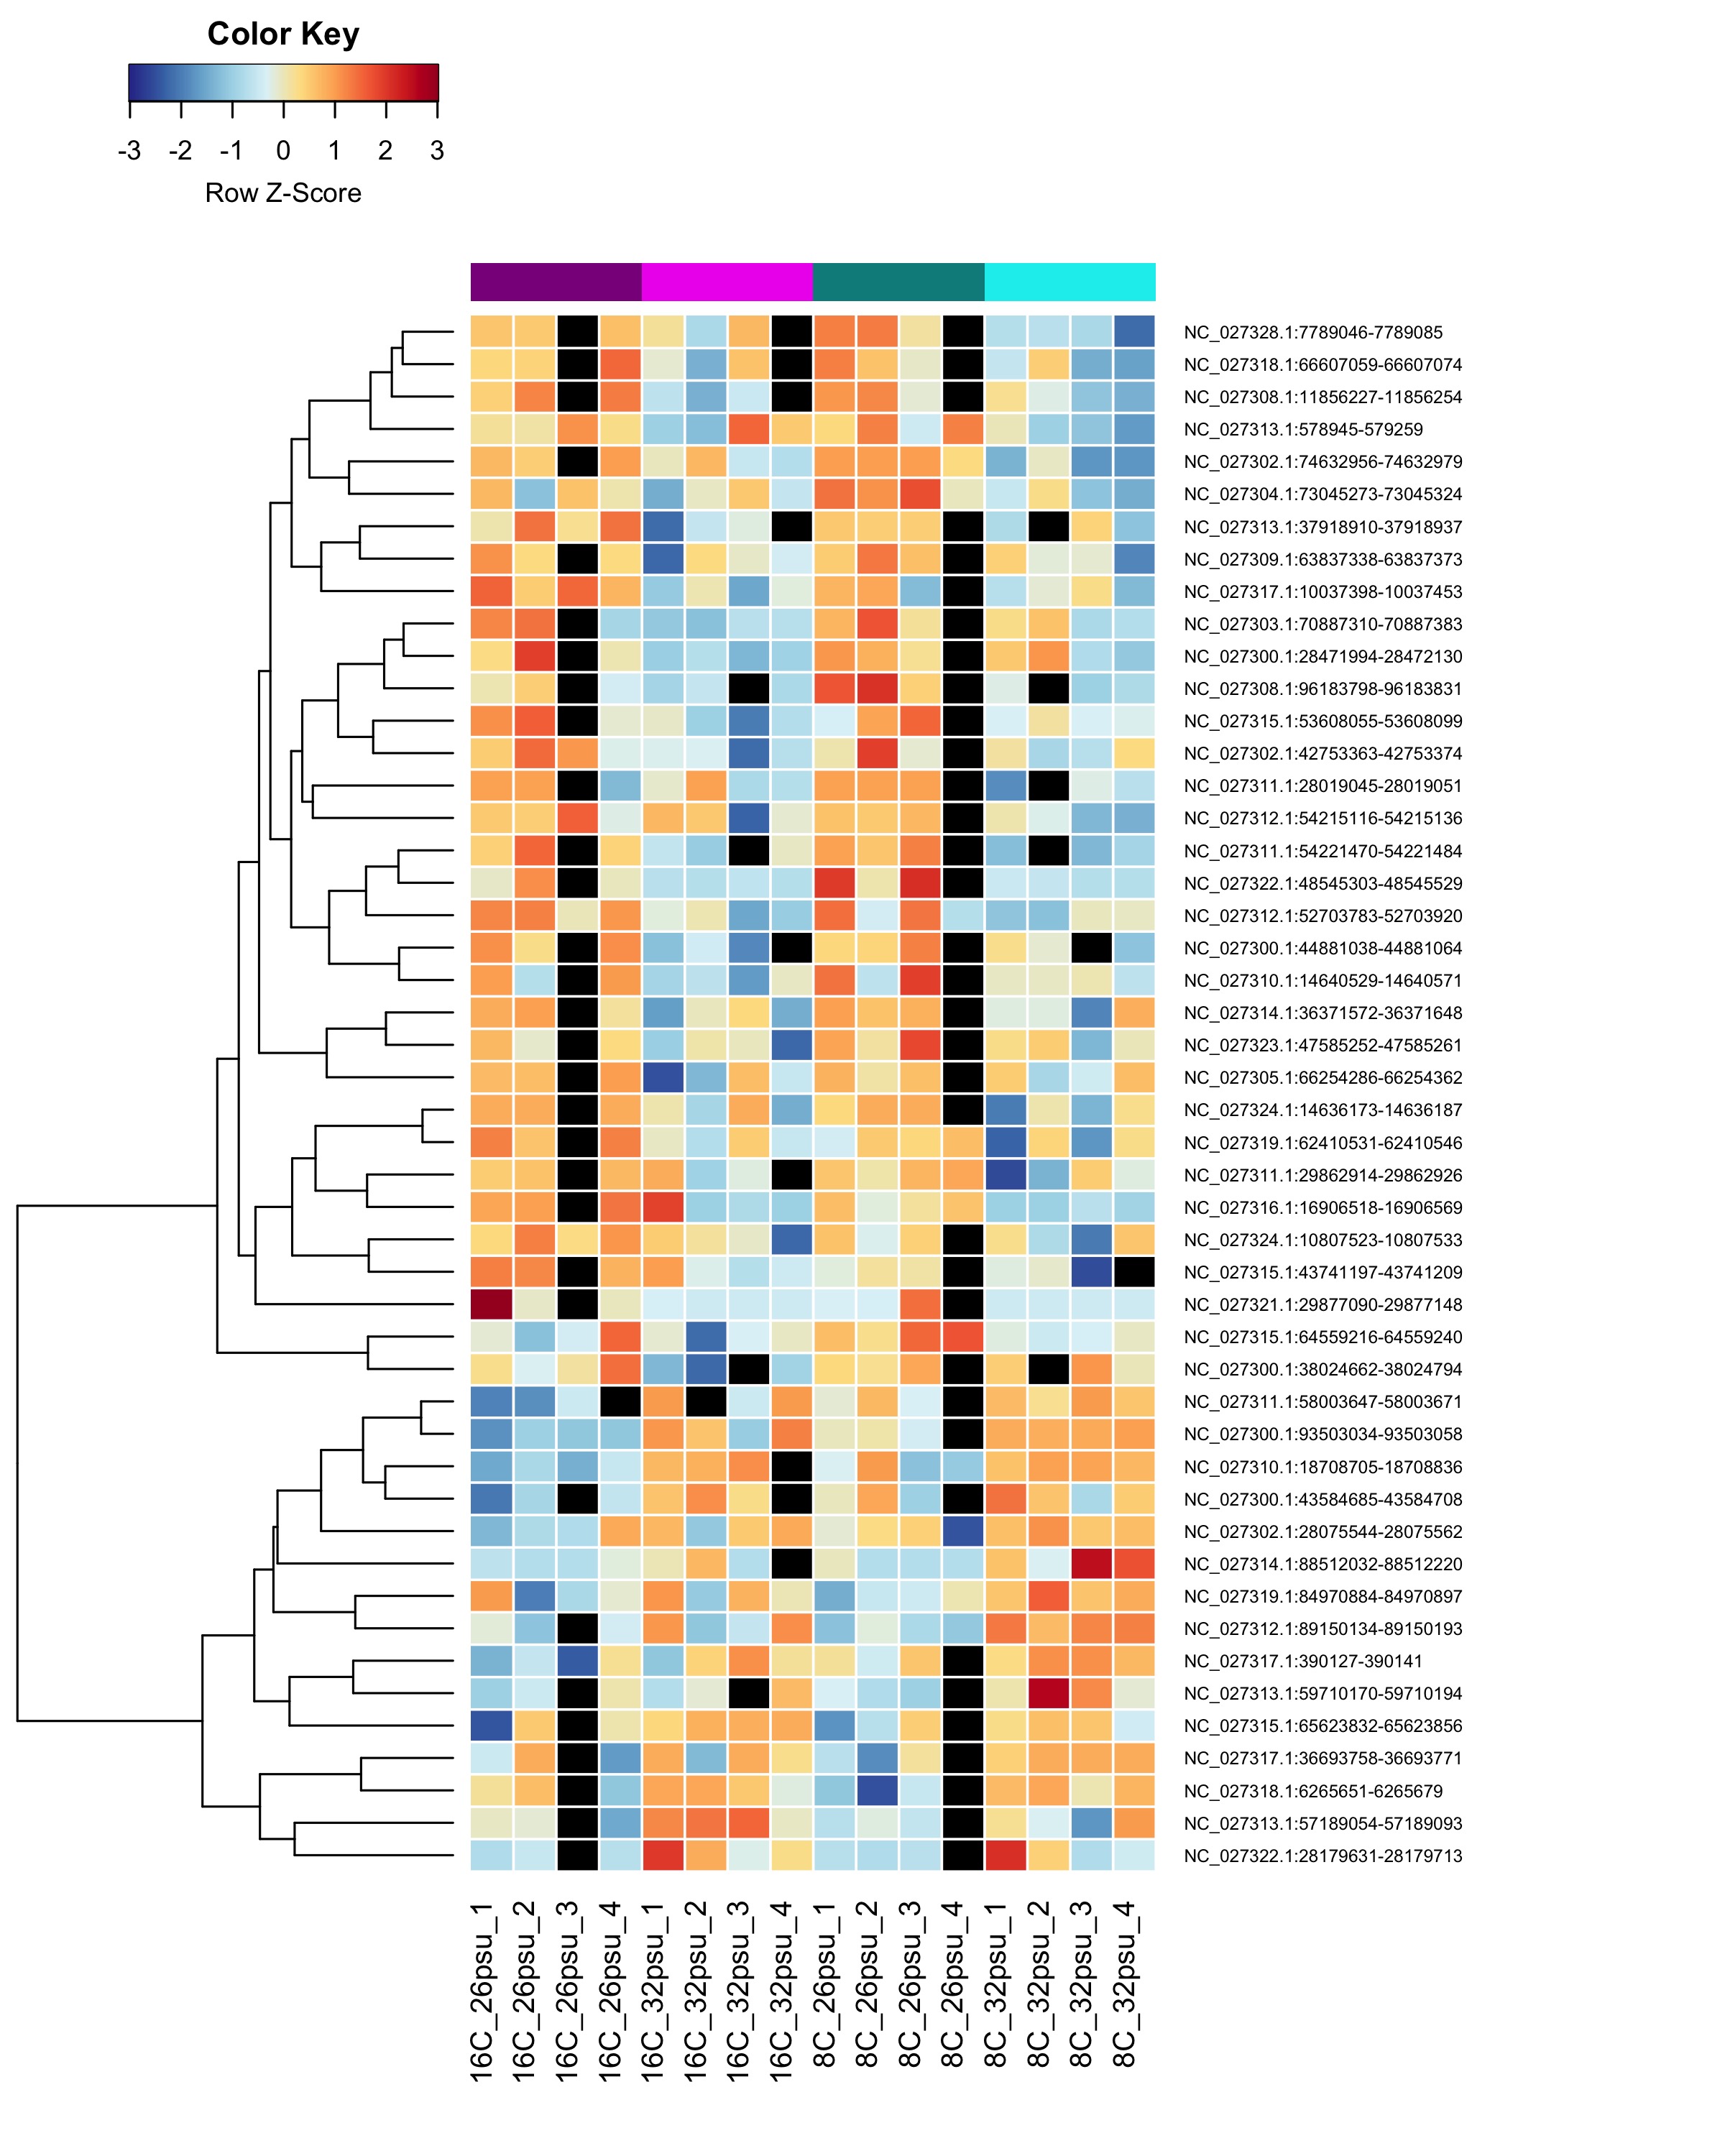 Color Key
-3 -2 -1 0 1 2 3
Row Z-Score
NC_027328.1:7789046-7789085
NC_027318.1:66607059-66607074
NC_027308.1:11856227-11856254
NC_027313.1:578945-579259
NC_027302.1:74632956-74632979
NC_027304.1:73045273-73045324
NC_027313.1:37918910-37918937
NC_027309.1:63837338-63837373
NC_027317.1:10037398-10037453
NC_027303.1:70887310-70887383
NC_027300.1:28471994-28472130
NC_027308.1:96183798-96183831
NC_027315.1:53608055-53608099
NC_027302.1:42753363-42753374
NC_027311.1:28019045-28019051
NC_027312.1:54215116-54215136
NC_027311.1:54221470-54221484
NC_027322.1:48545303-48545529
NC_027312.1:52703783-52703920
NC_027300.1:44881038-44881064
NC_027310.1:14640529-14640571
NC_027314.1:36371572-36371648
NC_027323.1:47585252-47585261
NC_027305.1:66254286-66254362
NC_027324.1:14636173-14636187
NC_027319.1:62410531-62410546
NC_027311.1:29862914-29862926
NC_027316.1:16906518-16906569
NC_027324.1:10807523-10807533
NC_027315.1:43741197-43741209
NC_027321.1:29877090-29877148
NC_027315.1:64559216-64559240
NC_027300.1:38024662-38024794
NC_027311.1:58003647-58003671
NC_027300.1:93503034-93503058
NC_027310.1:18708705-18708836
NC_027300.1:43584685-43584708
NC_027302.1:28075544-28075562
NC_027314.1:88512032-88512220
NC_027319.1:84970884-84970897
NC_027312.1:89150134-89150193
NC_027317.1:390127-390141
NC_027313.1:59710170-59710194
NC_027315.1:65623832-65623856
NC_027317.1:36693758-36693771
NC_027318.1:6265651-6265679
NC_027313.1:57189054-57189093
NC_027322.1:28179631-28179713
16C_26psu_1
16C_26psu_2
16C_26psu_3
16C_26psu_4
16C_32psu_1
16C_32psu_2
16C_32psu_3
16C_32psu_4
8C_26psu_1
8C_26psu_2
8C_26psu_3
8C_26psu_4
8C_32psu_1
8C_32psu_2
8C_32psu_3
8C_32psu_4